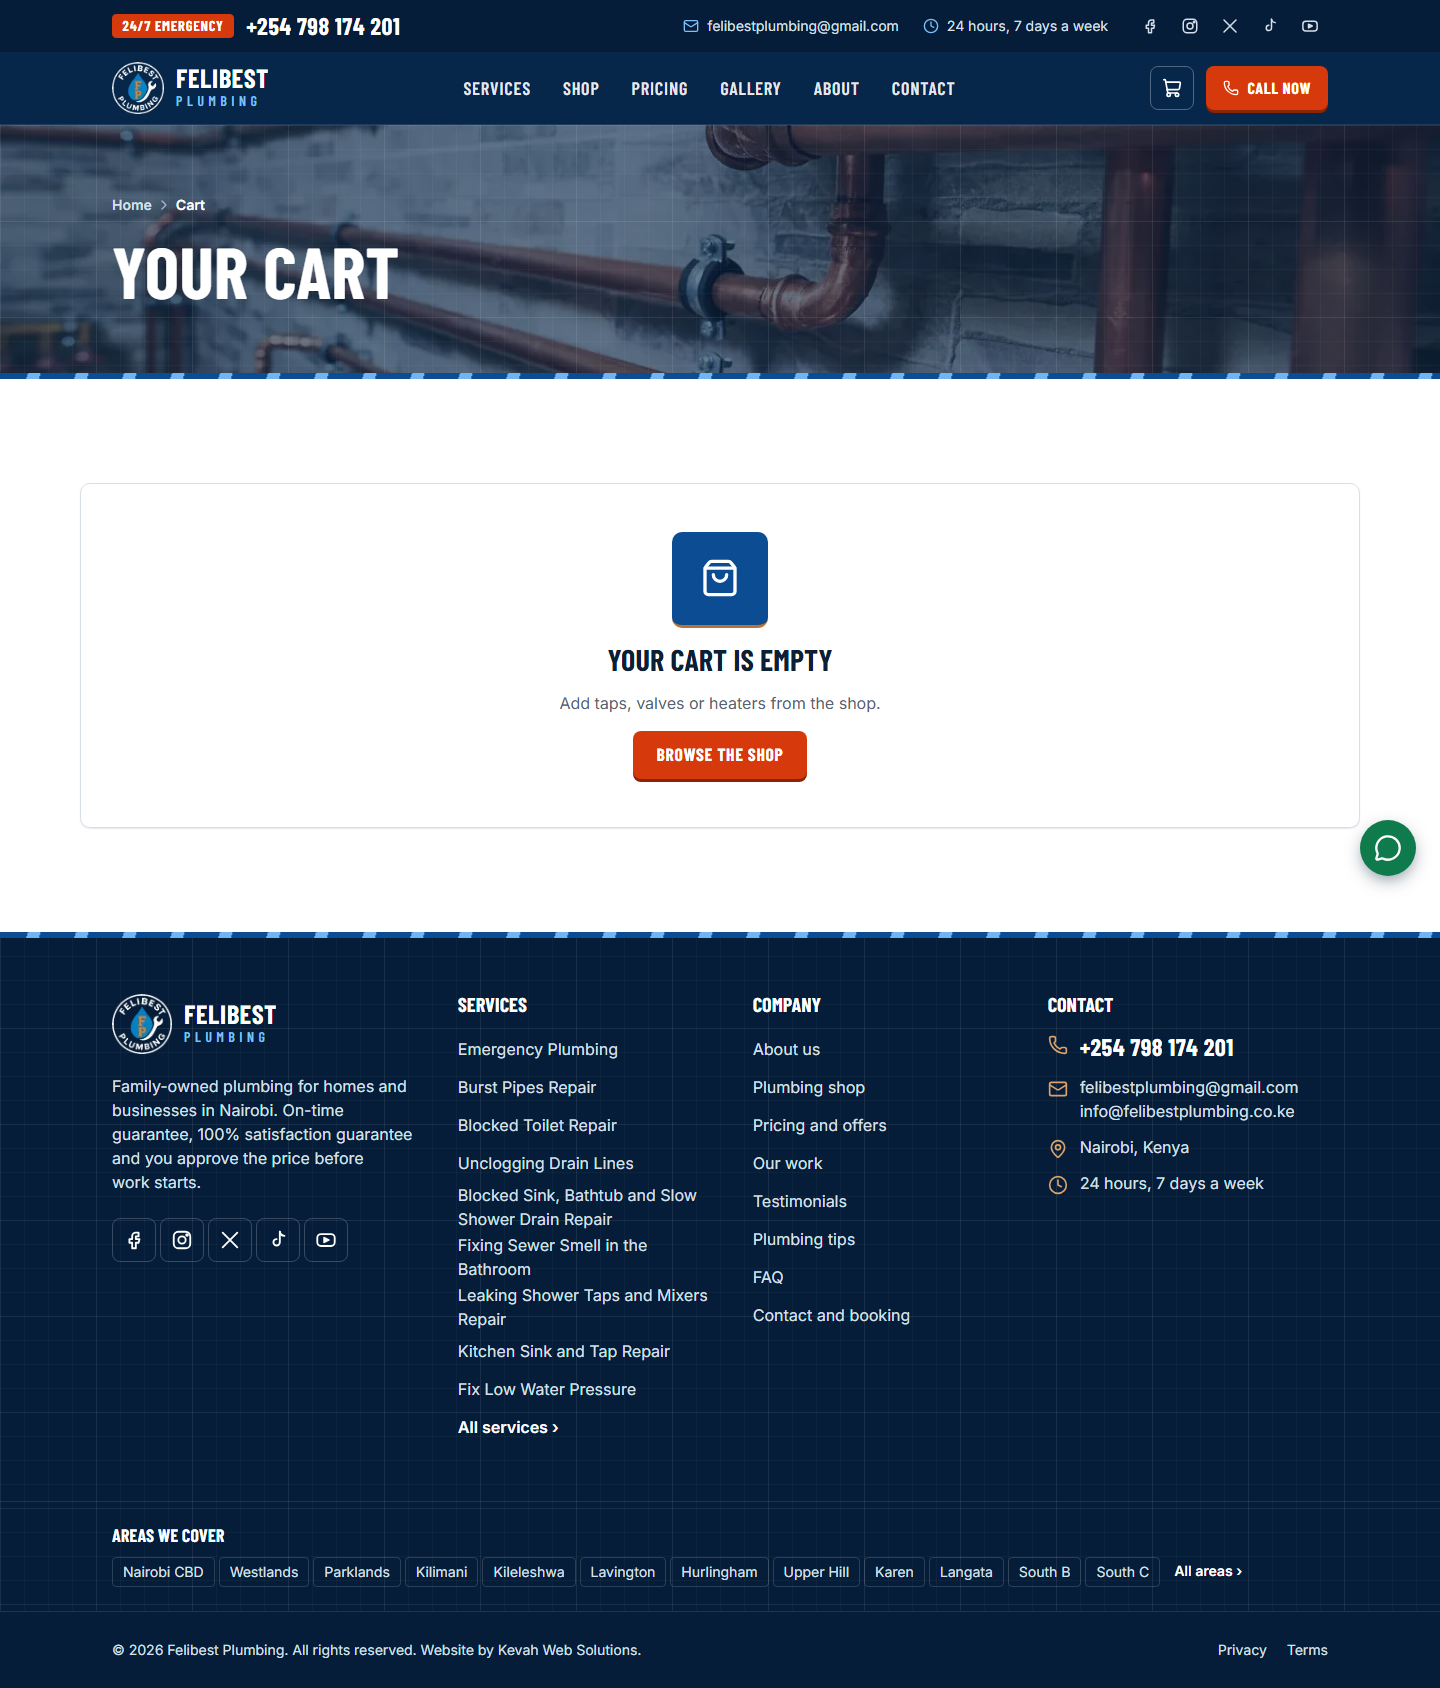 24/7 EMERGENCY +254 798 174 201 felibestplumbing@gmail.com 24 hours, 7 days a week
FELIBEST PLUMBING FELIBEST PLUMBING SERVICES SHOP PRICING GALLERY ABOUT CONTACT CALL NOW
Home Cart
YOUR CART
YOUR CART IS EMPTY
Add taps, valves or heaters from the shop.
BROWSE THE SHOP
FELIBEST PLUMBING
FELIBEST
PLUMBING
Family-owned plumbing for homes and
businesses in Nairobi. On-time
guarantee, 100% satisfaction guarantee
and you approve the price before
work starts.
SERVICES
Emergency Plumbing
Burst Pipes Repair
Blocked Toilet Repair
Unclogging Drain Lines
Blocked Sink, Bathtub and Slow
Shower Drain Repair
Fixing Sewer Smell in the
Bathroom
Leaking Shower Taps and Mixers
Repair
Kitchen Sink and Tap Repair
Fix Low Water Pressure
All services ›
COMPANY
About us
Plumbing shop
Pricing and offers
Our work
Testimonials
Plumbing tips
FAQ
Contact and booking
CONTACT
+254 798 174 201
felibestplumbing@gmail.com
info@felibestplumbing.co.ke
Nairobi, Kenya
24 hours, 7 days a week
AREAS WE COVER
Nairobi CBD Westlands Parklands Kilimani Kileleshwa Lavington Hurlingham Upper Hill Karen Langata South B South C All areas ›
© 2026 Felibest Plumbing. All rights reserved. Website by Kevah Web Solutions. Privacy Terms